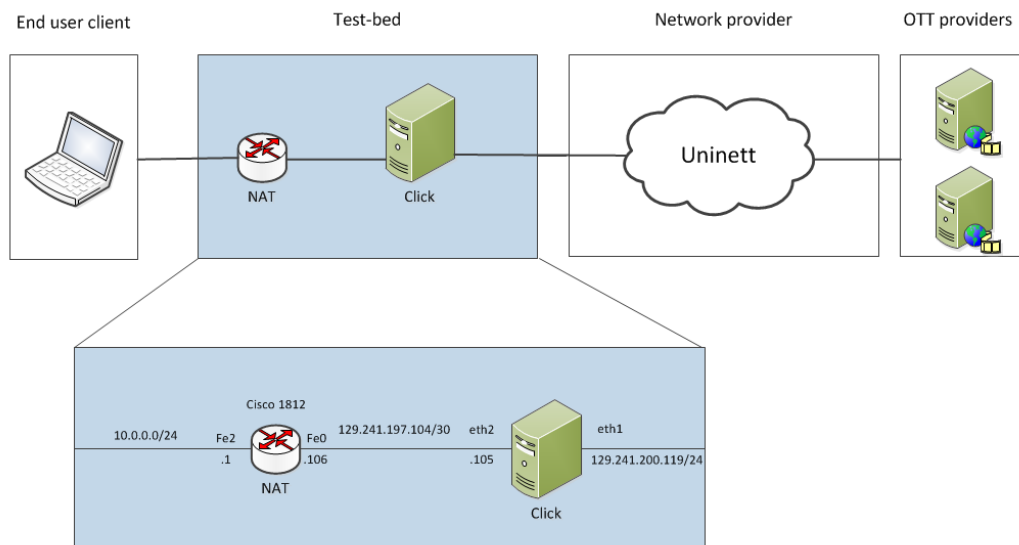 End user client
Test-bed
Network provider
OTT providers
NAT
Click
Uninett
Cisco 1812
10.0.0.0/24
Fe2
Fe0
129.241.197.104/30
eth2
eth1
.1
.106
.105
129.241.200.119/24
NAT
Click